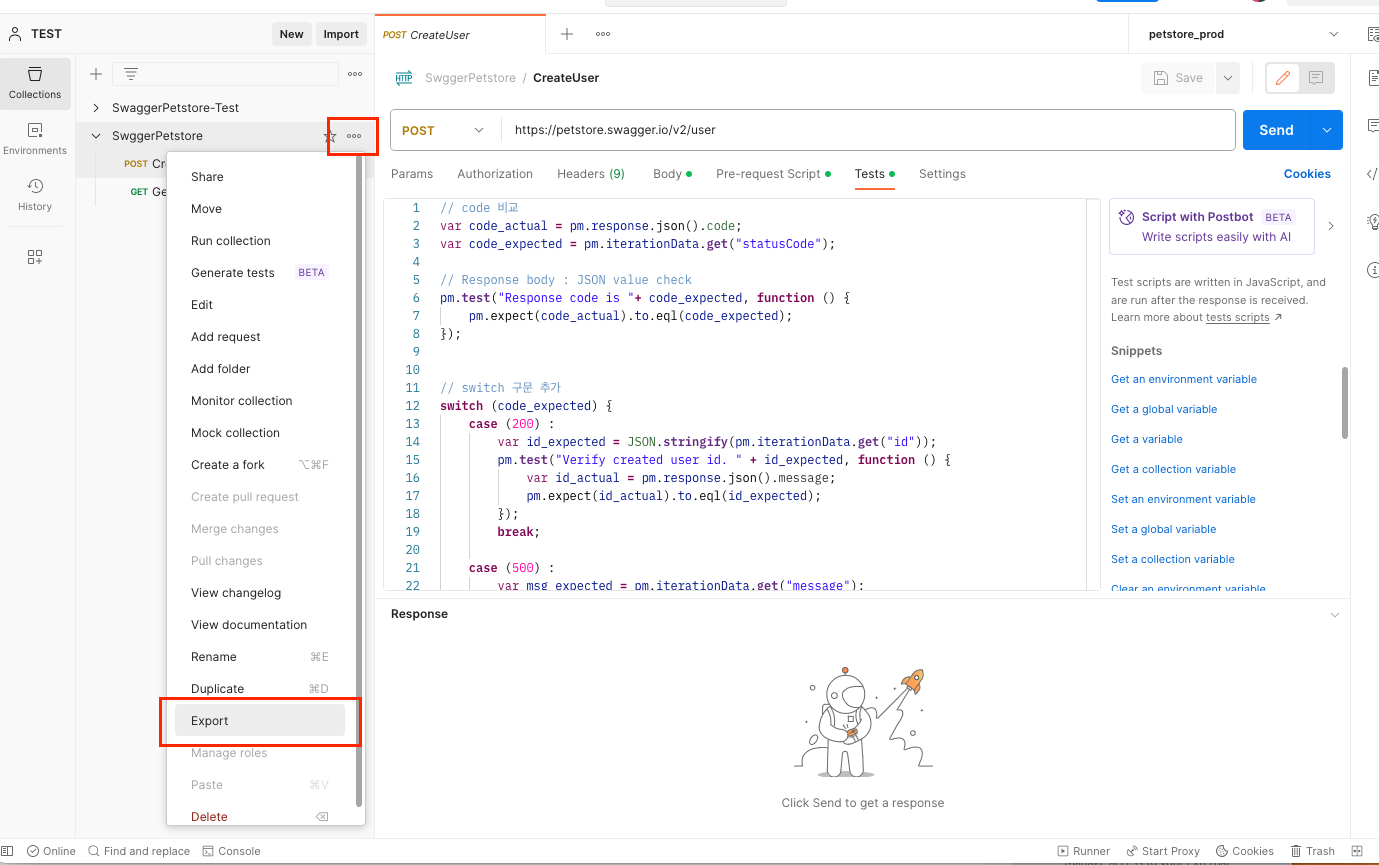 TEST
New
Import
POST CreateUser
petstore_prod
Collections
Environments
History
SwaggerPetstore-Test
SwggerPetstore
POST Cr
GET Ge
Share
Move
Run collection
Generate tests BETA
Edit
Add request
Add folder
Monitor collection
Mock collection
Create a fork ⌥⌘F
Create pull request
Merge changes
Pull changes
View changelog
View documentation
Rename ⌘E
Duplicate ⌘D
Export
Manage roles
Paste ⌘V
Delete ⌫
HTTP SwggerPetstore / CreateUser
Save
POST https://petstore.swagger.io/v2/user
Send
Params Authorization Headers (9) Body Pre-request Script Tests Settings Cookies
1 // code 비교
2 var code_actual = pm.response.json().code;
3 var code_expected = pm.iterationData.get("statusCode");
4
5 // Response body : JSON value check
6 pm.test("Response code is "+ code_expected, function () {
7 pm.expect(code_actual).to.eql(code_expected);
8 });
9
10
11 // switch 구문 추가
12 switch (code_expected) {
13 case (200) :
14 var id_expected = JSON.stringify(pm.iterationData.get("id"));
15 pm.test("Verify created user id. " + id_expected, function () {
16 var id_actual = pm.response.json().message;
17 pm.expect(id_actual).to.eql(id_expected);
18 });
19 break;
20
21 case (500) :
22 var msg_expected = pm.iterationData.get("message");
Script with Postbot BETA
Write scripts easily with AI
Test scripts are written in JavaScript, and
are run after the response is received.
Learn more about tests scripts ↗
Snippets
Get an environment variable
Get a global variable
Get a variable
Get a collection variable
Set an environment variable
Set a global variable
Set a collection variable
Clear an environment variable
Response
Click Send to get a response
Online Find and replace Console
Runner Start Proxy Cookies Trash